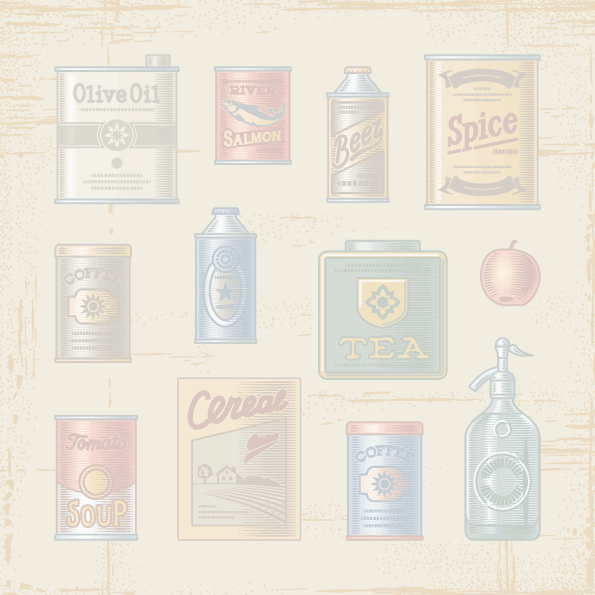 Olive Oil
RIVER
SALMON
Beer
Spice
COFFEE
TEA
Cereal
Tomato
SOUP
COFFEE